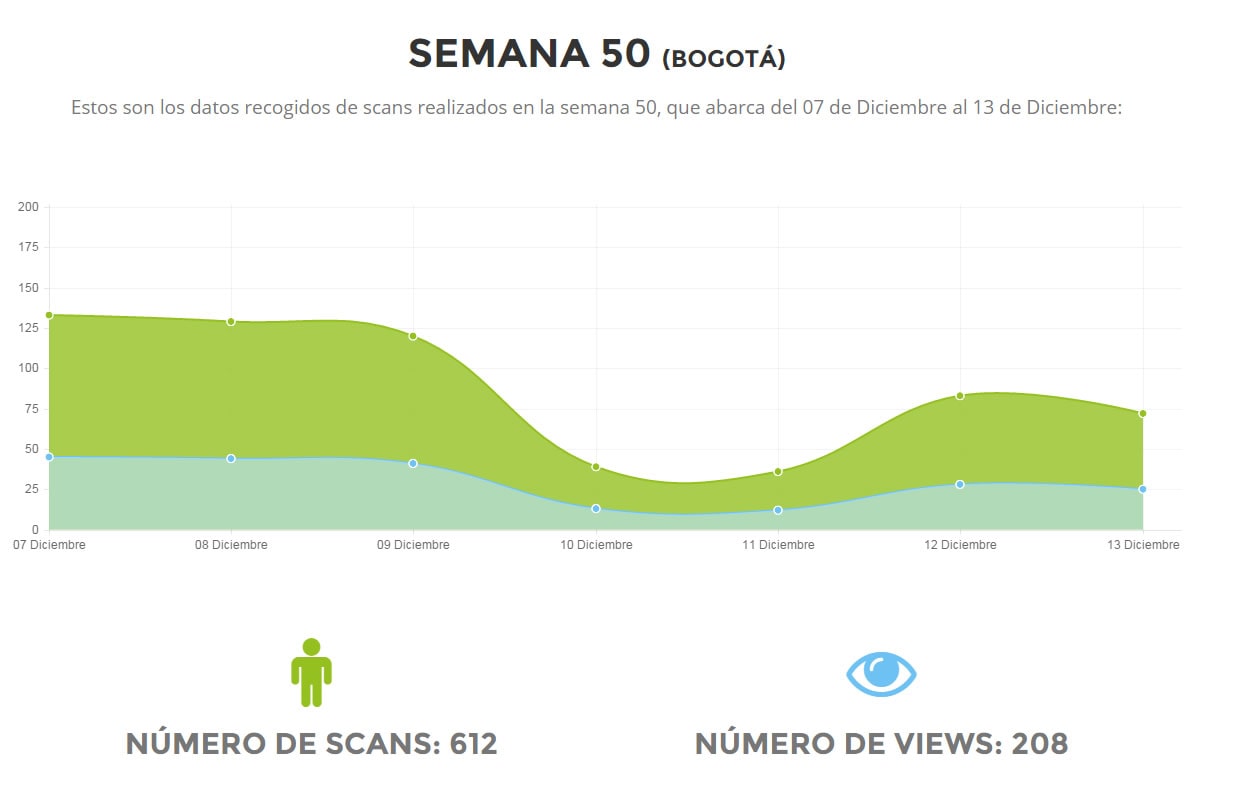 SEMANA 50 (BOGOTÁ)
Estos son los datos recogidos de scans realizados en la semana 50, que abarca del 07 de Diciembre al 13 de Diciembre:
200
175
150
125
100
75
50
25
0
07 Diciembre 08 Diciembre 09 Diciembre 10 Diciembre 11 Diciembre 12 Diciembre 13 Diciembre
NÚMERO DE SCANS: 612 NÚMERO DE VIEWS: 208